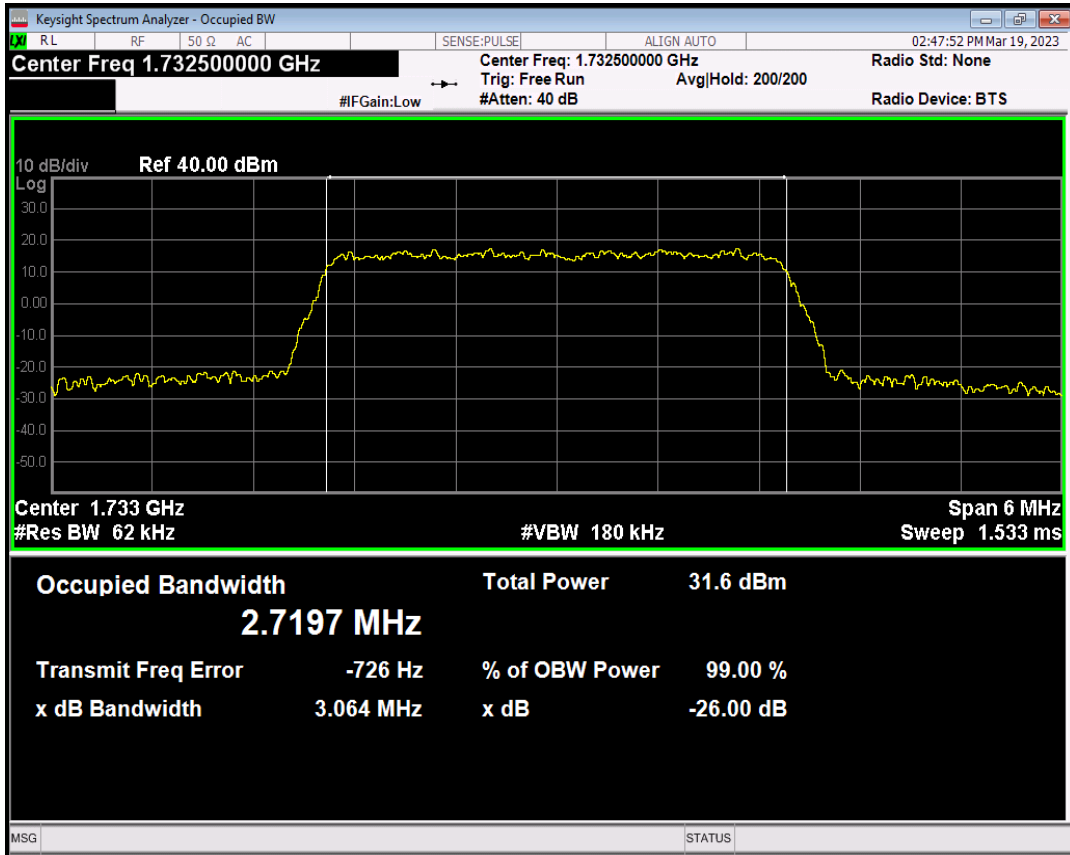 Keysight Spectrum Analyzer - Occupied BW
LXI RL RF 50 Ω AC SENSE:PULSE ALIGN AUTO 02:47:52 PM Mar 19, 2023
Center Freq 1.732500000 GHz Center Freq: 1.732500000 GHz Radio Std: None
Trig: Free Run Avg|Hold: 200/200
#IFGain:Low #Atten: 40 dB Radio Device: BTS
10 dB/div Ref 40.00 dBm
Log
30.0
20.0
10.0
0.00
-10.0
-20.0
-30.0
-40.0
-50.0
Center 1.733 GHz Span 6 MHz
#Res BW 62 kHz #VBW 180 kHz Sweep 1.533 ms
Occupied Bandwidth Total Power 31.6 dBm
2.7197 MHz
Transmit Freq Error -726 Hz % of OBW Power 99.00 %
x dB Bandwidth 3.064 MHz x dB -26.00 dB
MSG STATUS